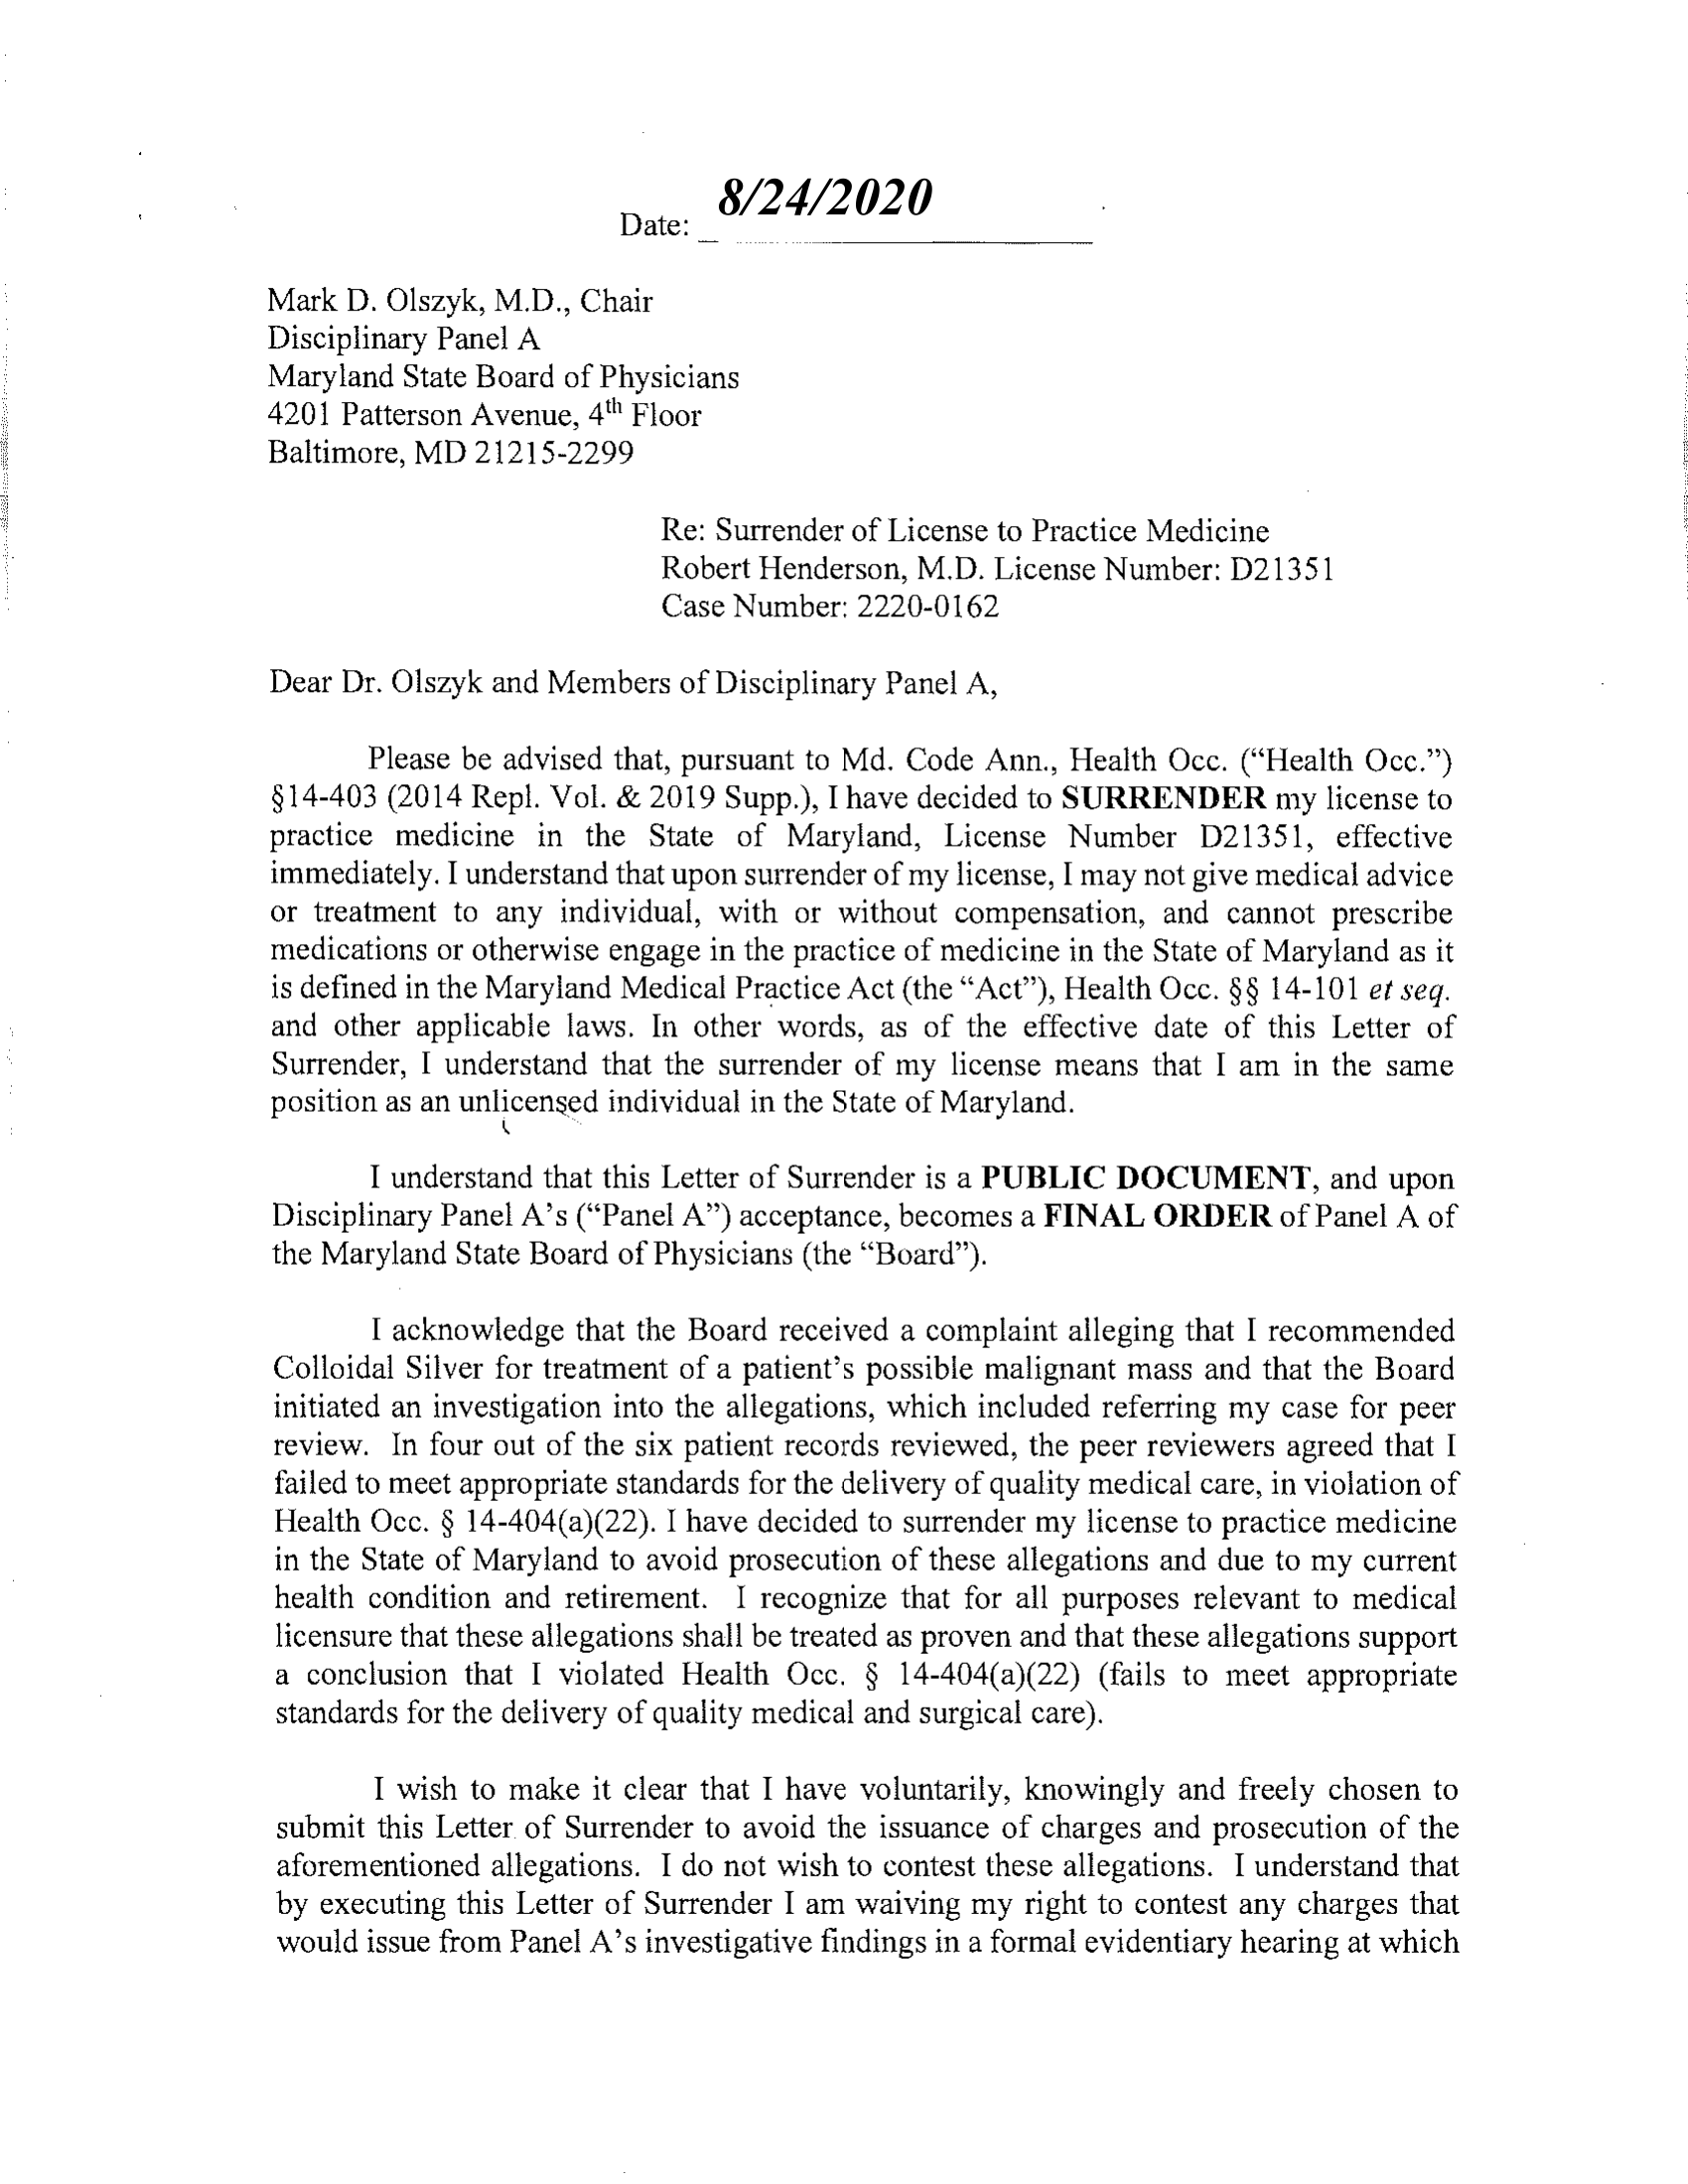 8/24/2020
Date:
Mark D. Olszyk, M.D., Chair
Disciplinary Panel A
Maryland State Board of Physicians
4201 Patterson Avenue, 4th Floor
Baltimore, MD 21215-2299
Re: Surrender of License to Practice Medicine
Robert Henderson, M.D. License Number: D21351
Case Number: 2220-0162
Dear Dr. Olszyk and Members of Disciplinary Panel A,
Please be advised that, pursuant to Md. Code Ann., Health Occ. (“Health Occ.”)
§14-403 (2014 Repl. Vol. & 2019 Supp.), I have decided to SURRENDER my license to
practice medicine in the State of Maryland, License Number D21351, effective
immediately. I understand that upon surrender of my license, I may not give medical advice
or treatment to any individual, with or without compensation, and cannot prescribe
medications or otherwise engage in the practice of medicine in the State of Maryland as it
is defined in the Maryland Medical Practice Act (the “Act”), Health Occ. §§ 14-101 et seq.
and other applicable laws. In other words, as of the effective date of this Letter of
Surrender, I understand that the surrender of my license means that I am in the same
position as an unlicensed individual in the State of Maryland.
I understand that this Letter of Surrender is a PUBLIC DOCUMENT, and upon
Disciplinary Panel A’s (“Panel A”) acceptance, becomes a FINAL ORDER of Panel A of
the Maryland State Board of Physicians (the “Board”).
I acknowledge that the Board received a complaint alleging that I recommended
Colloidal Silver for treatment of a patient’s possible malignant mass and that the Board
initiated an investigation into the allegations, which included referring my case for peer
review. In four out of the six patient records reviewed, the peer reviewers agreed that I
failed to meet appropriate standards for the delivery of quality medical care, in violation of
Health Occ. § 14-404(a)(22). I have decided to surrender my license to practice medicine
in the State of Maryland to avoid prosecution of these allegations and due to my current
health condition and retirement. I recognize that for all purposes relevant to medical
licensure that these allegations shall be treated as proven and that these allegations support
a conclusion that I violated Health Occ. § 14-404(a)(22) (fails to meet appropriate
standards for the delivery of quality medical and surgical care).
I wish to make it clear that I have voluntarily, knowingly and freely chosen to
submit this Letter of Surrender to avoid the issuance of charges and prosecution of the
aforementioned allegations. I do not wish to contest these allegations. I understand that
by executing this Letter of Surrender I am waiving my right to contest any charges that
would issue from Panel A’s investigative findings in a formal evidentiary hearing at which